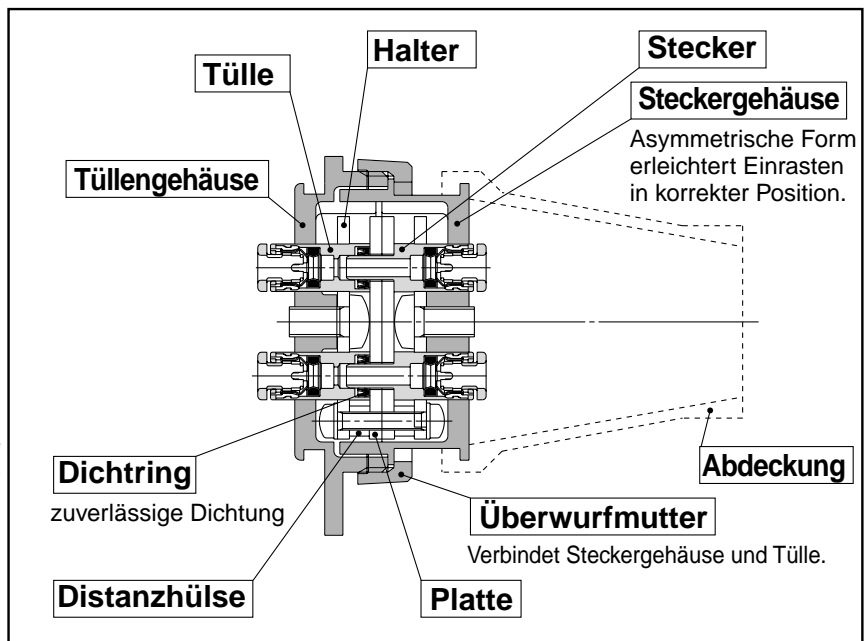 Halter
Stecker
Tülle
Steckergehäuse
Asymmetrische Form
erleichtert Einrasten
in korrekter Position.
Tüllengehäuse
Dichtring
zuverlässige Dichtung
Abdeckung
Überwurfmutter
Verbindet Steckergehäuse und Tülle.
Distanzhülse
Platte